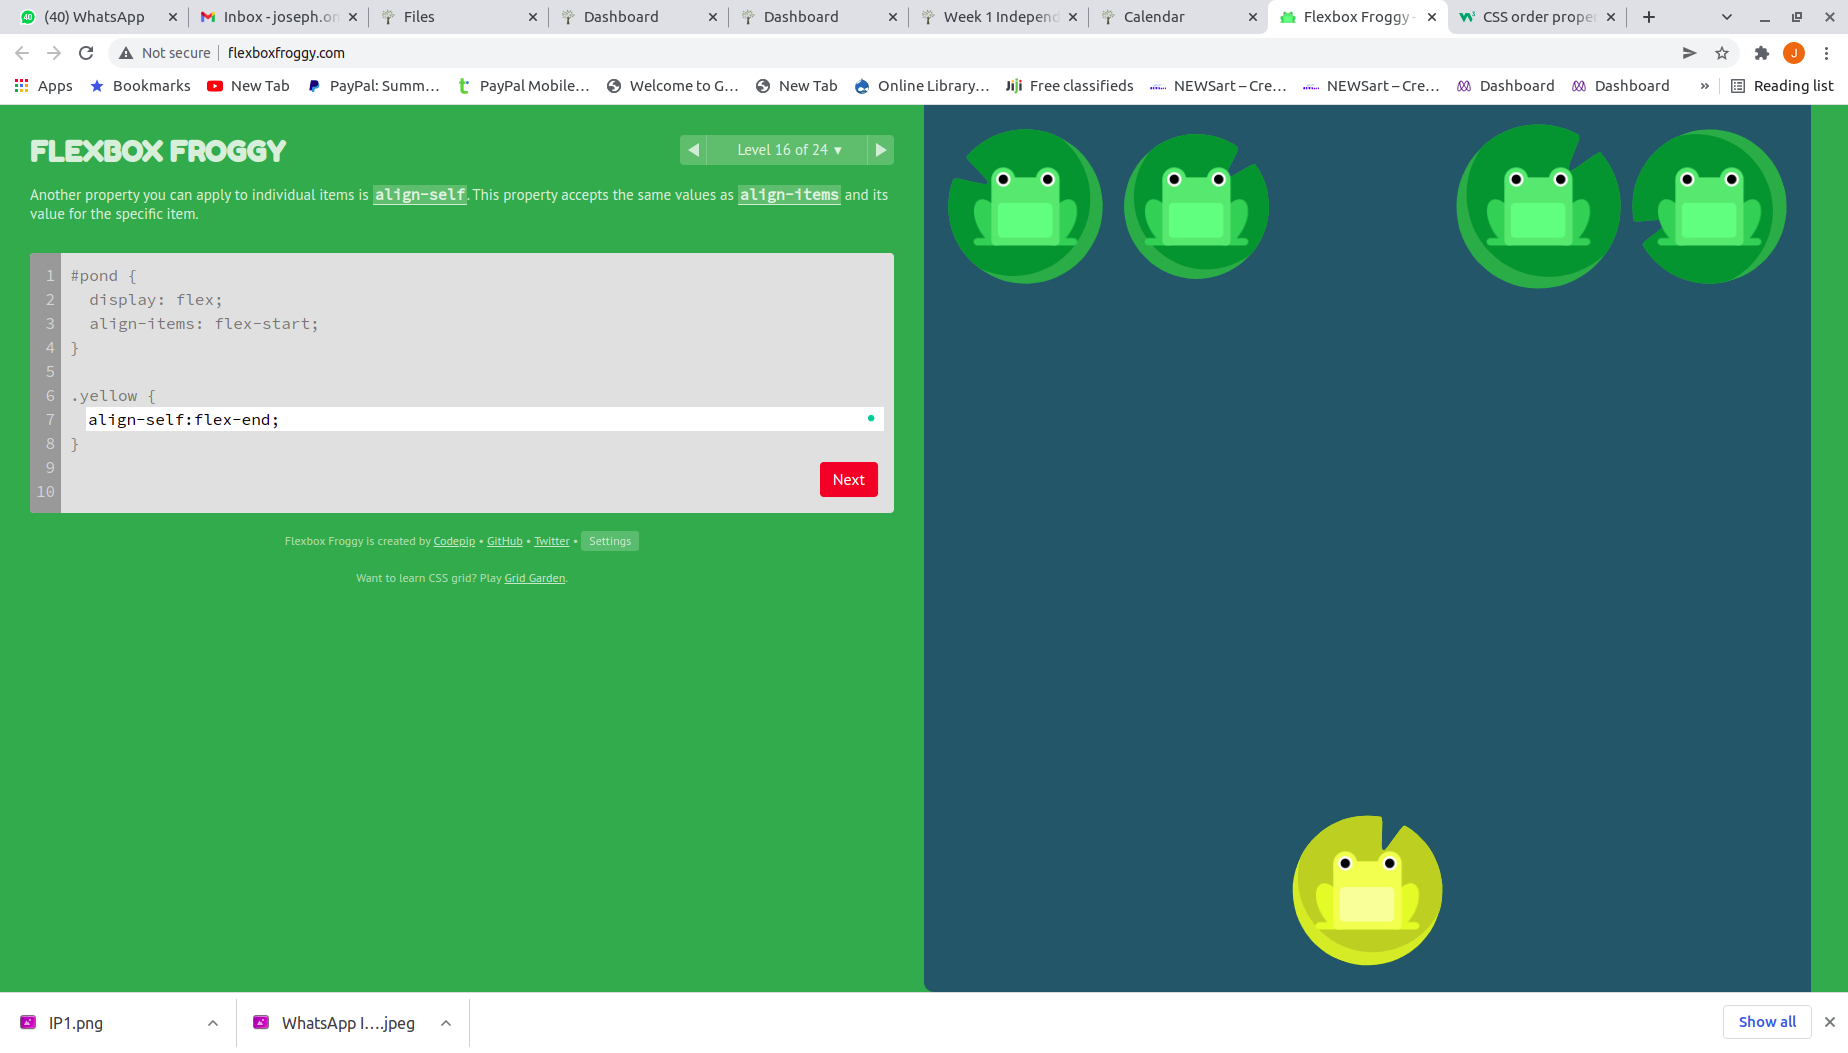 (40) WhatsApp
Inbox - joseph.on
Files
Dashboard
Dashboard
Week 1 Independ
Calendar
Flexbox Froggy -
CSS order proper
Not secure
flexboxfroggy.com
J
Apps
Bookmarks
New Tab
PayPal: Summ…
PayPal Mobile…
Welcome to G…
New Tab
Online Library…
Free classifieds
NEWSart – Cre…
NEWSart – Cre…
Dashboard
Dashboard
»
Reading list
FLEXBOX FROGGY
Level 16 of 24 ▾
Another property you can apply to individual items is align-self. This property accepts the same values as align-items and its
value for the specific item.
1 #pond {
2 display: flex;
3 align-items: flex-start;
4 }
5
6 .yellow {
7 align-self:flex-end;
8 }
9
10
Next
Flexbox Froggy is created by Codepip • GitHub • Twitter • Settings
Want to learn CSS grid? Play Grid Garden.
IP1.png
WhatsApp I….jpeg
Show all